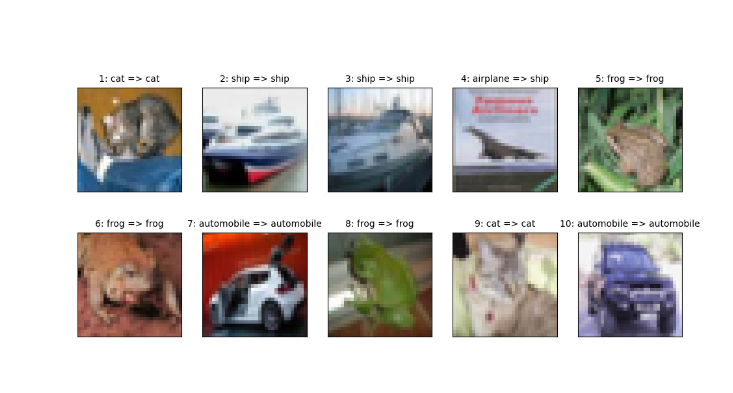 1: cat => cat
2: ship => ship
3: ship => ship
4: airplane => ship
5: frog => frog
6: frog => frog
7: automobile => automobile
8: frog => frog
9: cat => cat
10: automobile => automobile